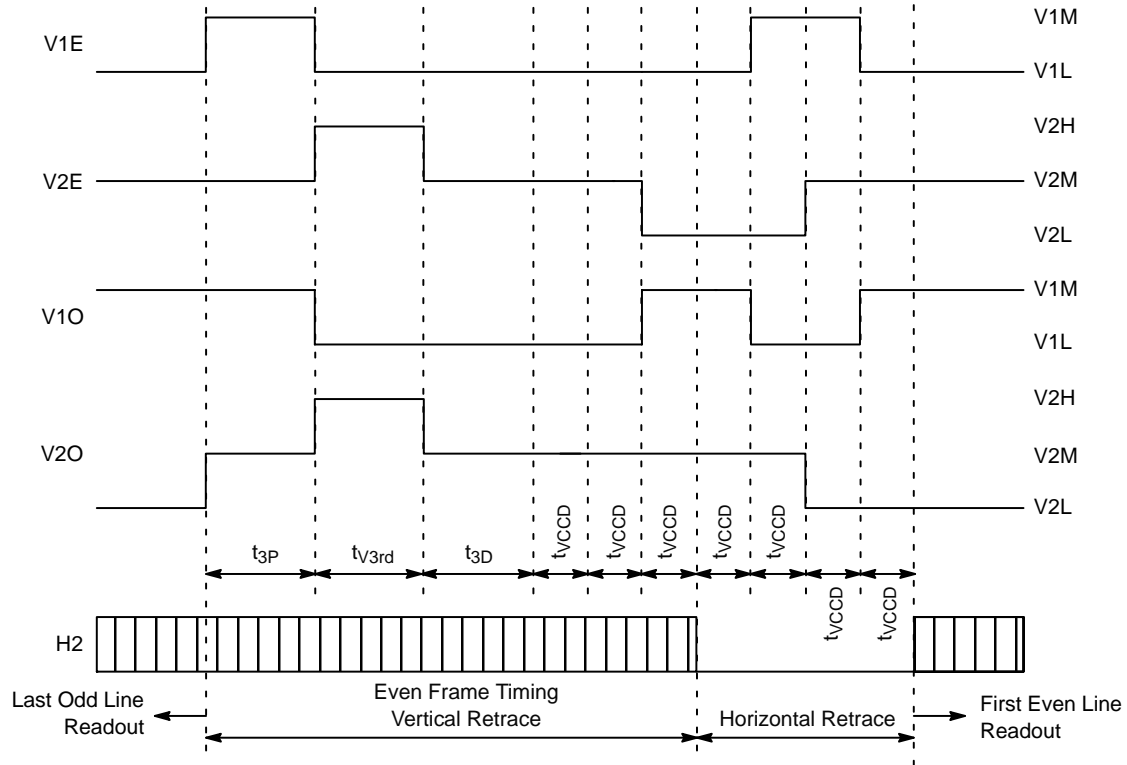 V1E
V1M
V1L
V2E
V2H
V2M
V2L
V1O
V1M
V1L
V2O
V2H
V2M
V2L
t3P
tV3rd
t3D
tVCCD
tVCCD
tVCCD
tVCCD
tVCCD
tVCCD
tVCCD
H2
Last Odd Line
Readout
Even Frame Timing
Vertical Retrace
Horizontal Retrace
First Even Line
Readout